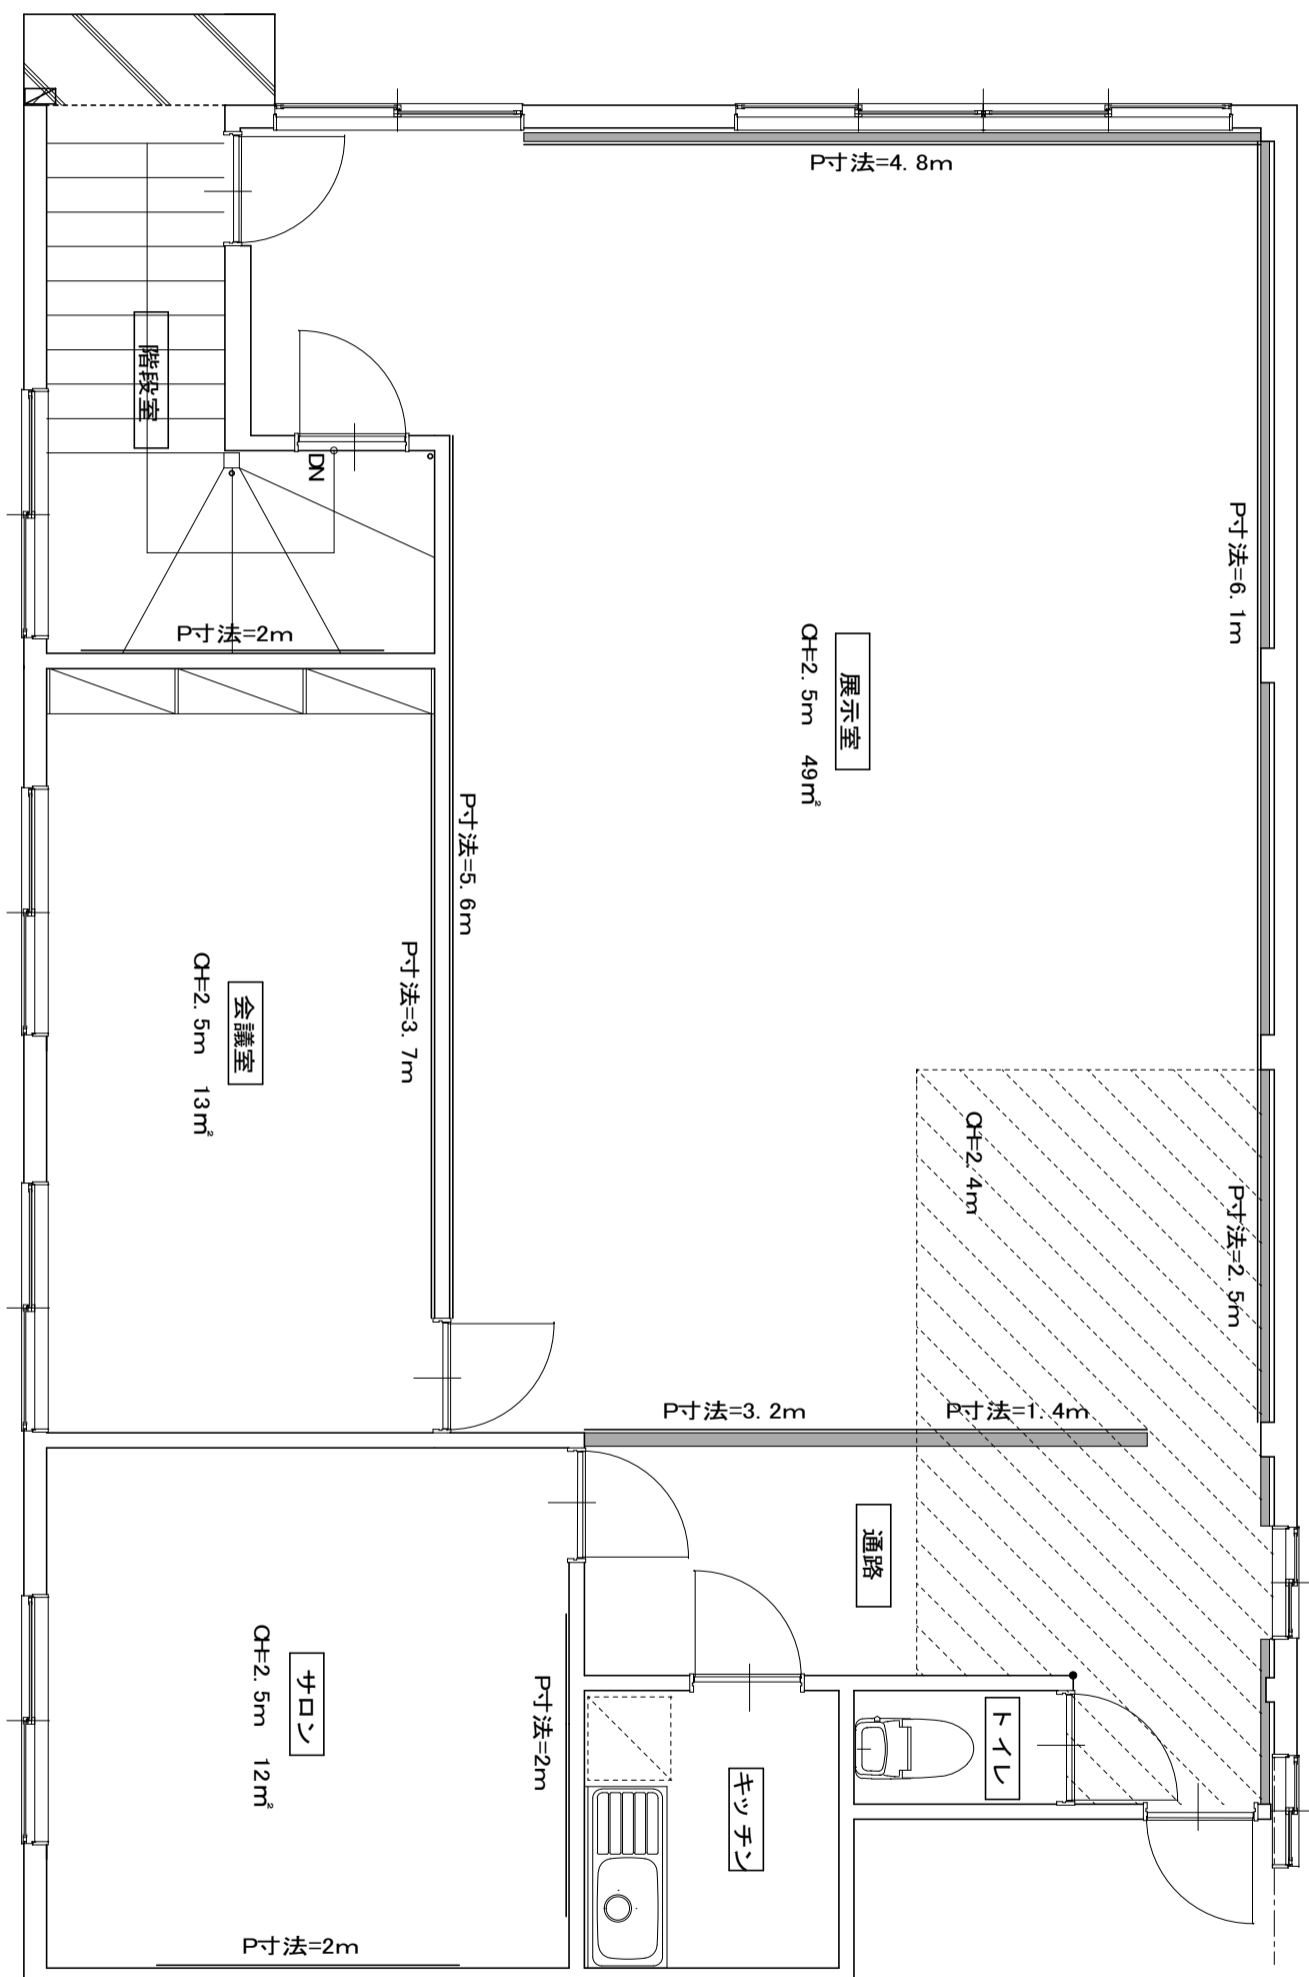 P寸法=4.8m
P寸法=6.1m
階段室
DN
P寸法=2m
展示室
CH=2.5m 49㎡
P寸法=5.6m
P寸法=3.7m
会議室
CH=2.5m 13㎡
CH=2.4m
P寸法=2.5m
P寸法=3.2m
P寸法=1.4m
通路
サロン
CH=2.5m 12㎡
P寸法=2m
トイレ
キッチン
P寸法=2m